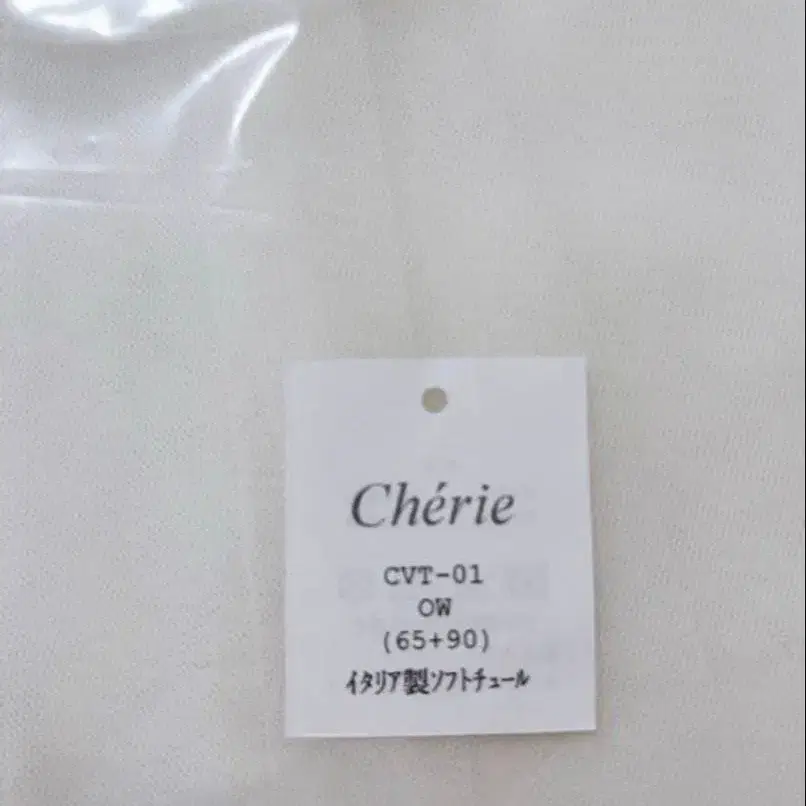 Chérie
CVT-01
OW
(65+90)
ｲﾀﾘｱ製ｿﾌﾄﾁｭｰﾙ